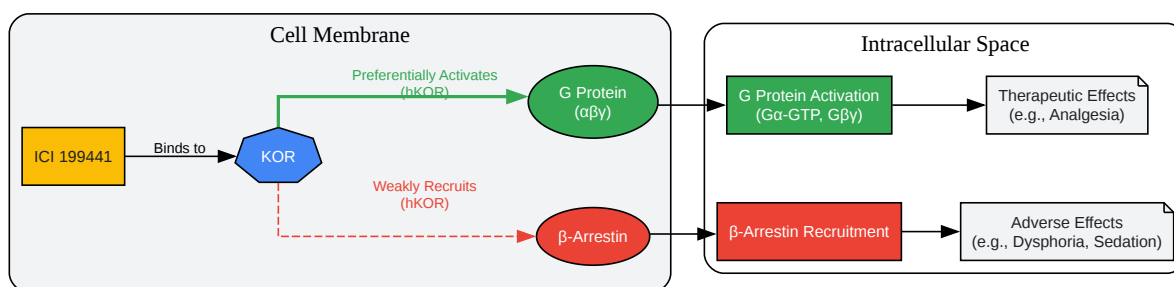 Cell Membrane
Intracellular Space
Preferentially Activates
(hKOR)
G Protein
(αβγ)
G Protein Activation
(Gα-GTP, Gβγ)
Therapeutic Effects
(e.g., Analgesia)
ICI 199441
Binds to
KOR
Weakly Recruits
(hKOR)
β-Arrestin
β-Arrestin Recruitment
Adverse Effects
(e.g., Dysphoria, Sedation)